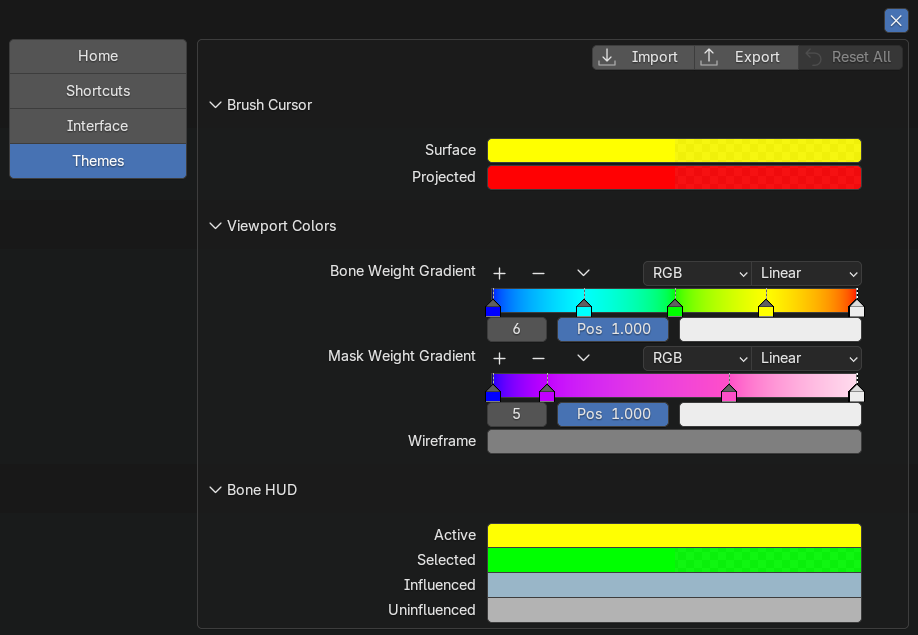 Home
Shortcuts
Interface
Themes
Import Export Reset All
Brush Cursor
Surface
Projected
Viewport Colors
Bone Weight Gradient RGB Linear
6 Pos 1.000
Mask Weight Gradient RGB Linear
5 Pos 1.000
Wireframe
Bone HUD
Active
Selected
Influenced
Uninfluenced